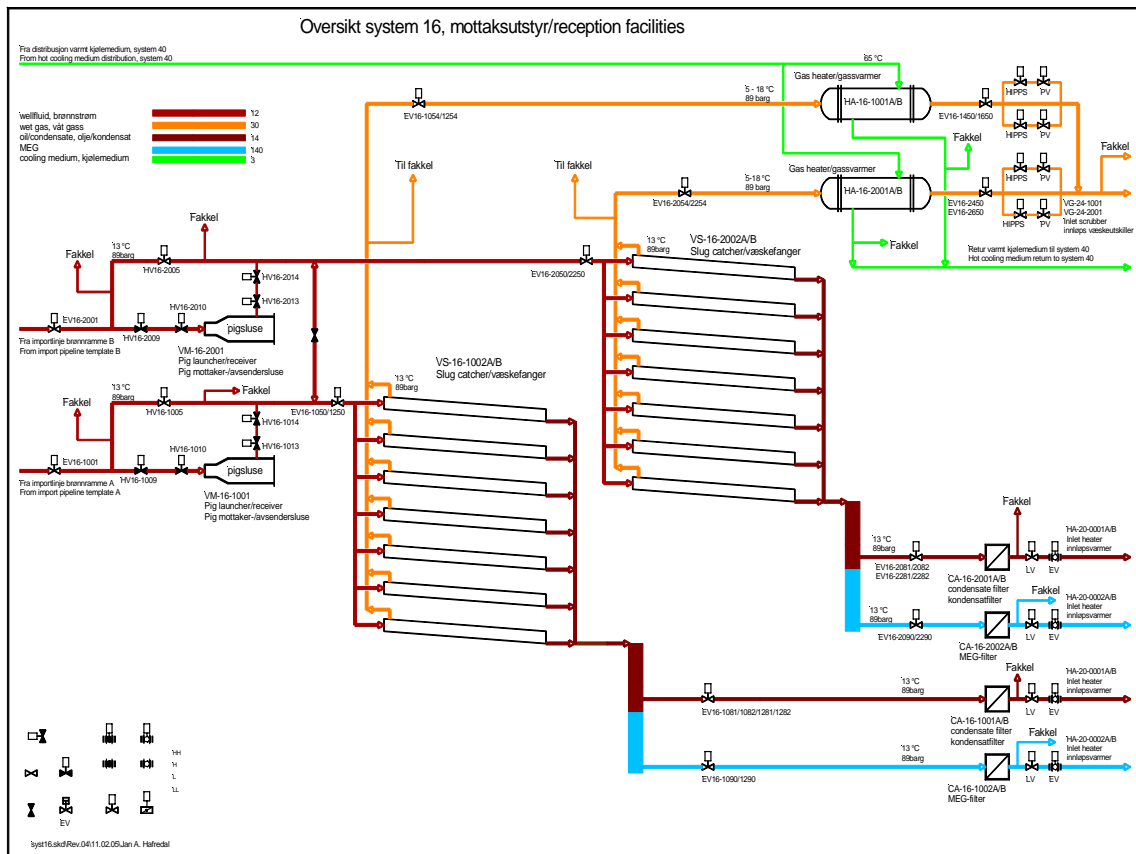 Oversikt system 16, mottaksutstyr/reception facilities
Fra distribusjon varmt kjølemedium, system 40
From hot cooling medium distribution, system 40
65 °C
Gas heater/gassvarmer
5 - 18 °C
89 barg
HA-16-1001A/B
HIPPS
PV
EV16-1054/1254
EV16-1450/1650
HIPPS
PV
wellfluid, brønnstrøm
12
wet gas, våt gass
30
oil/condensate, olje/kondensat
14
MEG
140
cooling medium, kjølemedium
3
Til fakkel
Til fakkel
Fakkel
Fakkel
Gas heater/gassvarmer
5-18 °C
89 barg
HA-16-2001A/B
HIPPS
PV
EV16-2054/2254
EV16-2450
EV16-2650
HIPPS
PV
VG-24-1001
VG-24-2001
Inlet scrubber
innløps væskeutskiller
Fakkel
Retur varmt kjølemedium til system 40
Hot cooling medium return to system 40
Fakkel
Fakkel
13 °C
89barg
HV16-2005
HV16-2014
HV16-2013
EV16-2050/2250
13 °C
89barg
VS-16-2002A/B
Slug catcher/væskefanger
EV16-2001
HV16-2010
HV16-2009
pigsluse
Fra importlinje brønnramme B
From import pipeline template B
VM-16-2001
Pig launcher/receiver
Pig mottaker-/avsendersluse
VS-16-1002A/B
Slug catcher/væskefanger
13 °C
89barg
Fakkel
Fakkel
13 °C
89barg
HV16-1005
EV16-1050/1250
HV16-1014
HV16-1013
EV16-1001
HV16-1010
HV16-1009
pigsluse
Fra importlinje brønnramme A
From import pipeline template A
VM-16-1001
Pig launcher/receiver
Pig mottaker-/avsendersluse
13 °C
89barg
EV16-2081/2082
EV16-2281/2282
Fakkel
HA-20-0001A/B
Inlet heater
innløpsvarmer
LV
EV
CA-16-2001A/B
condensate filter
kondensatfilter
13 °C
89barg
EV16-2090/2290
Fakkel
HA-20-0002A/B
Inlet heater
innløpsvarmer
LV
EV
CA-16-2002A/B
MEG-filter
13 °C
89barg
EV16-1081/1082/1281/1282
Fakkel
HA-20-0001A/B
Inlet heater
innløpsvarmer
LV
EV
CA-16-1001A/B
condensate filter
kondensatfilter
13 °C
89barg
EV16-1090/1290
Fakkel
HA-20-0002A/B
Inlet heater
innløpsvarmer
LV
EV
CA-16-1002A/B
MEG-filter
HH
H
L
LL
EV
syst16.skd\Rev.04\11.02.05\Jan A. Hafredal